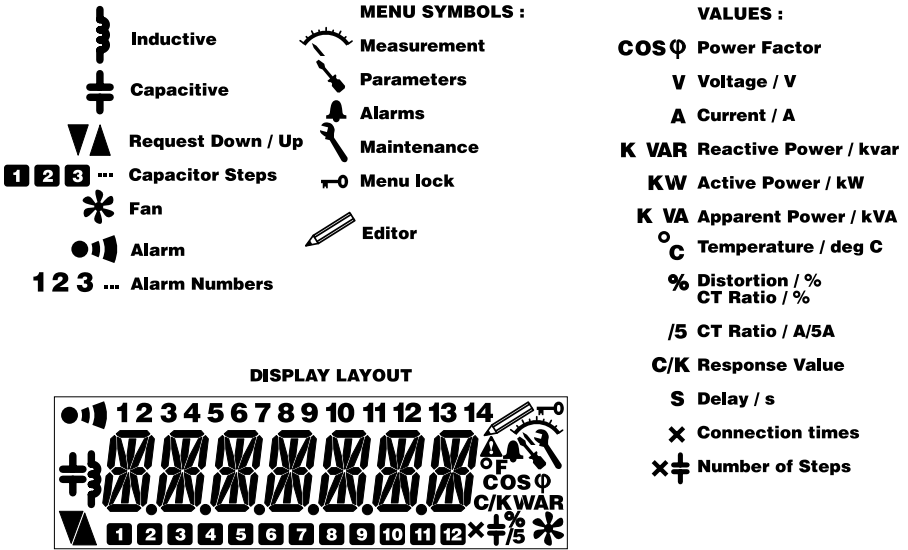 Inductive
Capacitive
Request Down / Up
1 2 3 ... Capacitor Steps
Fan
Alarm
1 2 3 ... Alarm Numbers
MENU SYMBOLS :
Measurement
Parameters
Alarms
Maintenance
Menu lock
Editor
VALUES :
COS φ Power Factor
V Voltage / V
A Current / A
K VAR Reactive Power / kvar
KW Active Power / kW
K VA Apparent Power / kVA
°C Temperature / deg C
% Distortion / %
CT Ratio / %
/5 CT Ratio / A/5A
C/K Response Value
S Delay / s
× Connection times
× Number of Steps
DISPLAY LAYOUT
1 2 3 4 5 6 7 8 9 10 11 12 13 14
°F
COS φ
C/KWAR
1 2 3 4 5 6 7 8 9 10 11 12 × % /5